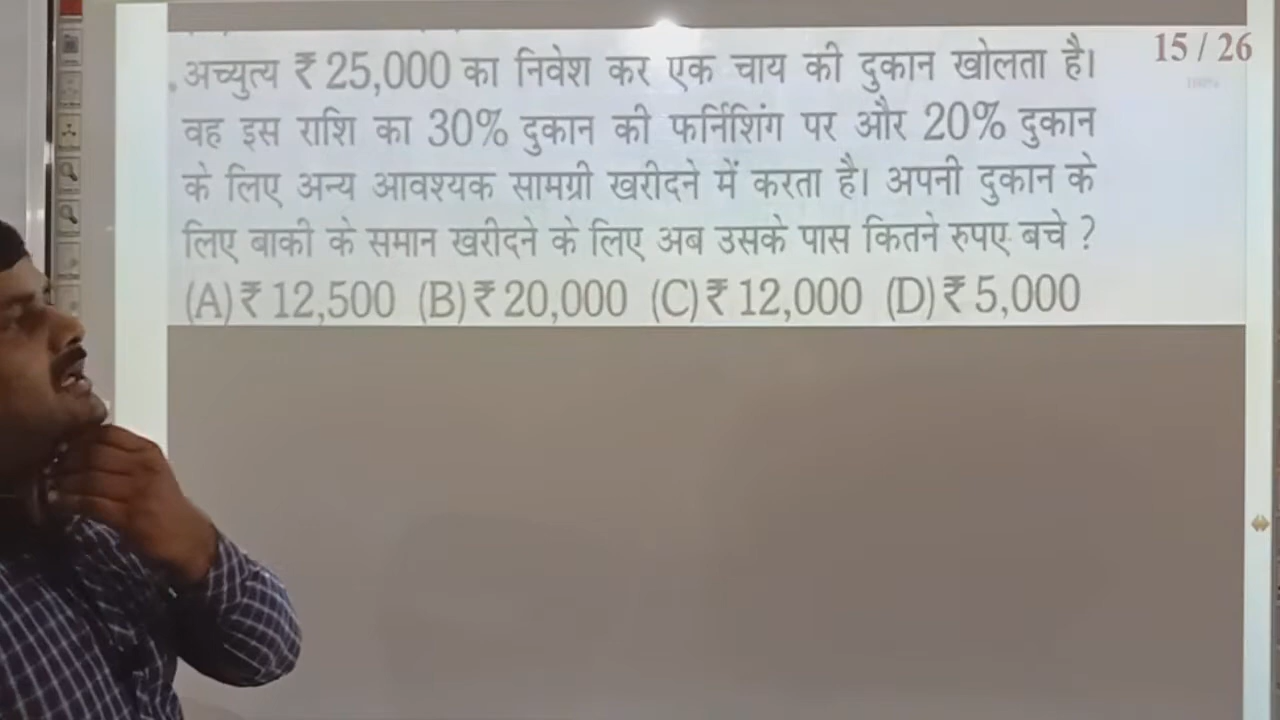 अच्युत्य ₹ 25,000 का निवेश कर एक चाय की दुकान खोलता है।
वह इस राशि का 30% दुकान की फर्निशिंग पर और 20% दुकान
के लिए अन्य आवश्यक सामग्री खरीदने में करता है। अपनी दुकान के
लिए बाकी के समान खरीदने के लिए अब उसके पास कितने रुपए बचे ?
(A) ₹ 12,500 (B) ₹ 20,000 (C) ₹ 12,000 (D) ₹ 5,000
15 / 26